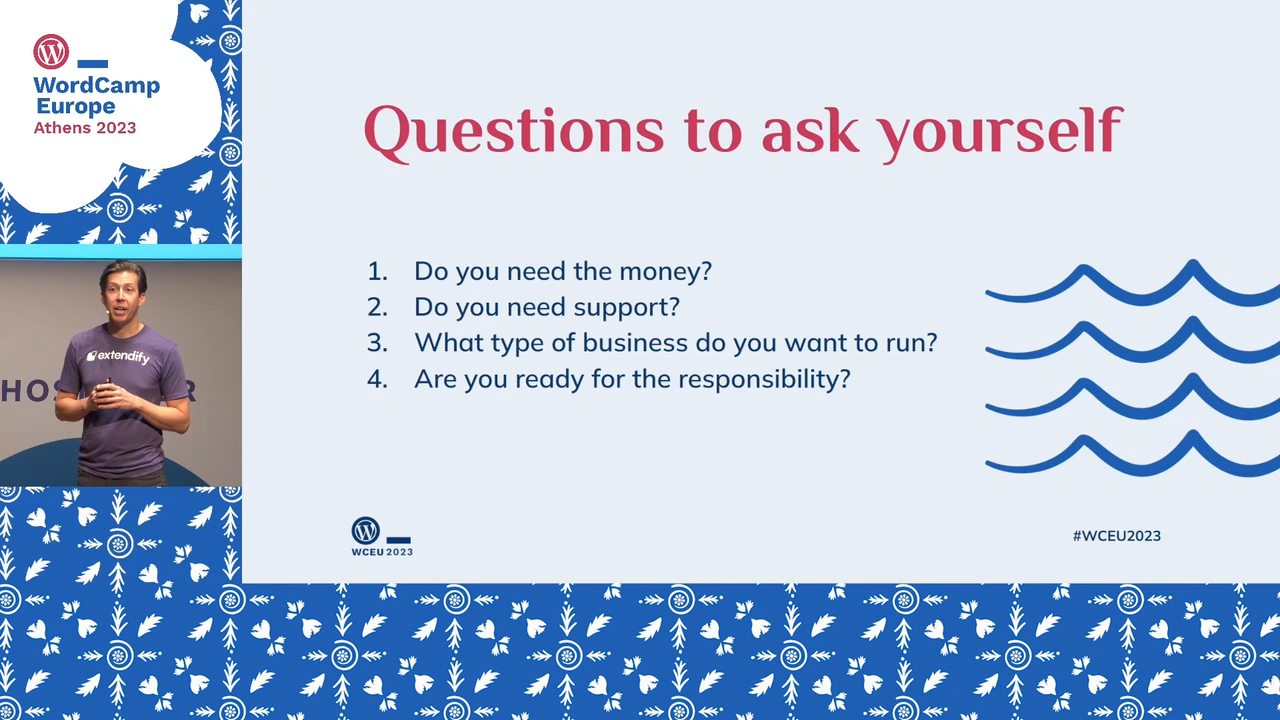 WordCamp
Europe
Athens 2023
extendify
Questions to ask yourself
1. Do you need the money?
2. Do you need support?
3. What type of business do you want to run?
4. Are you ready for the responsibility?
WCEU 2023
#WCEU2023